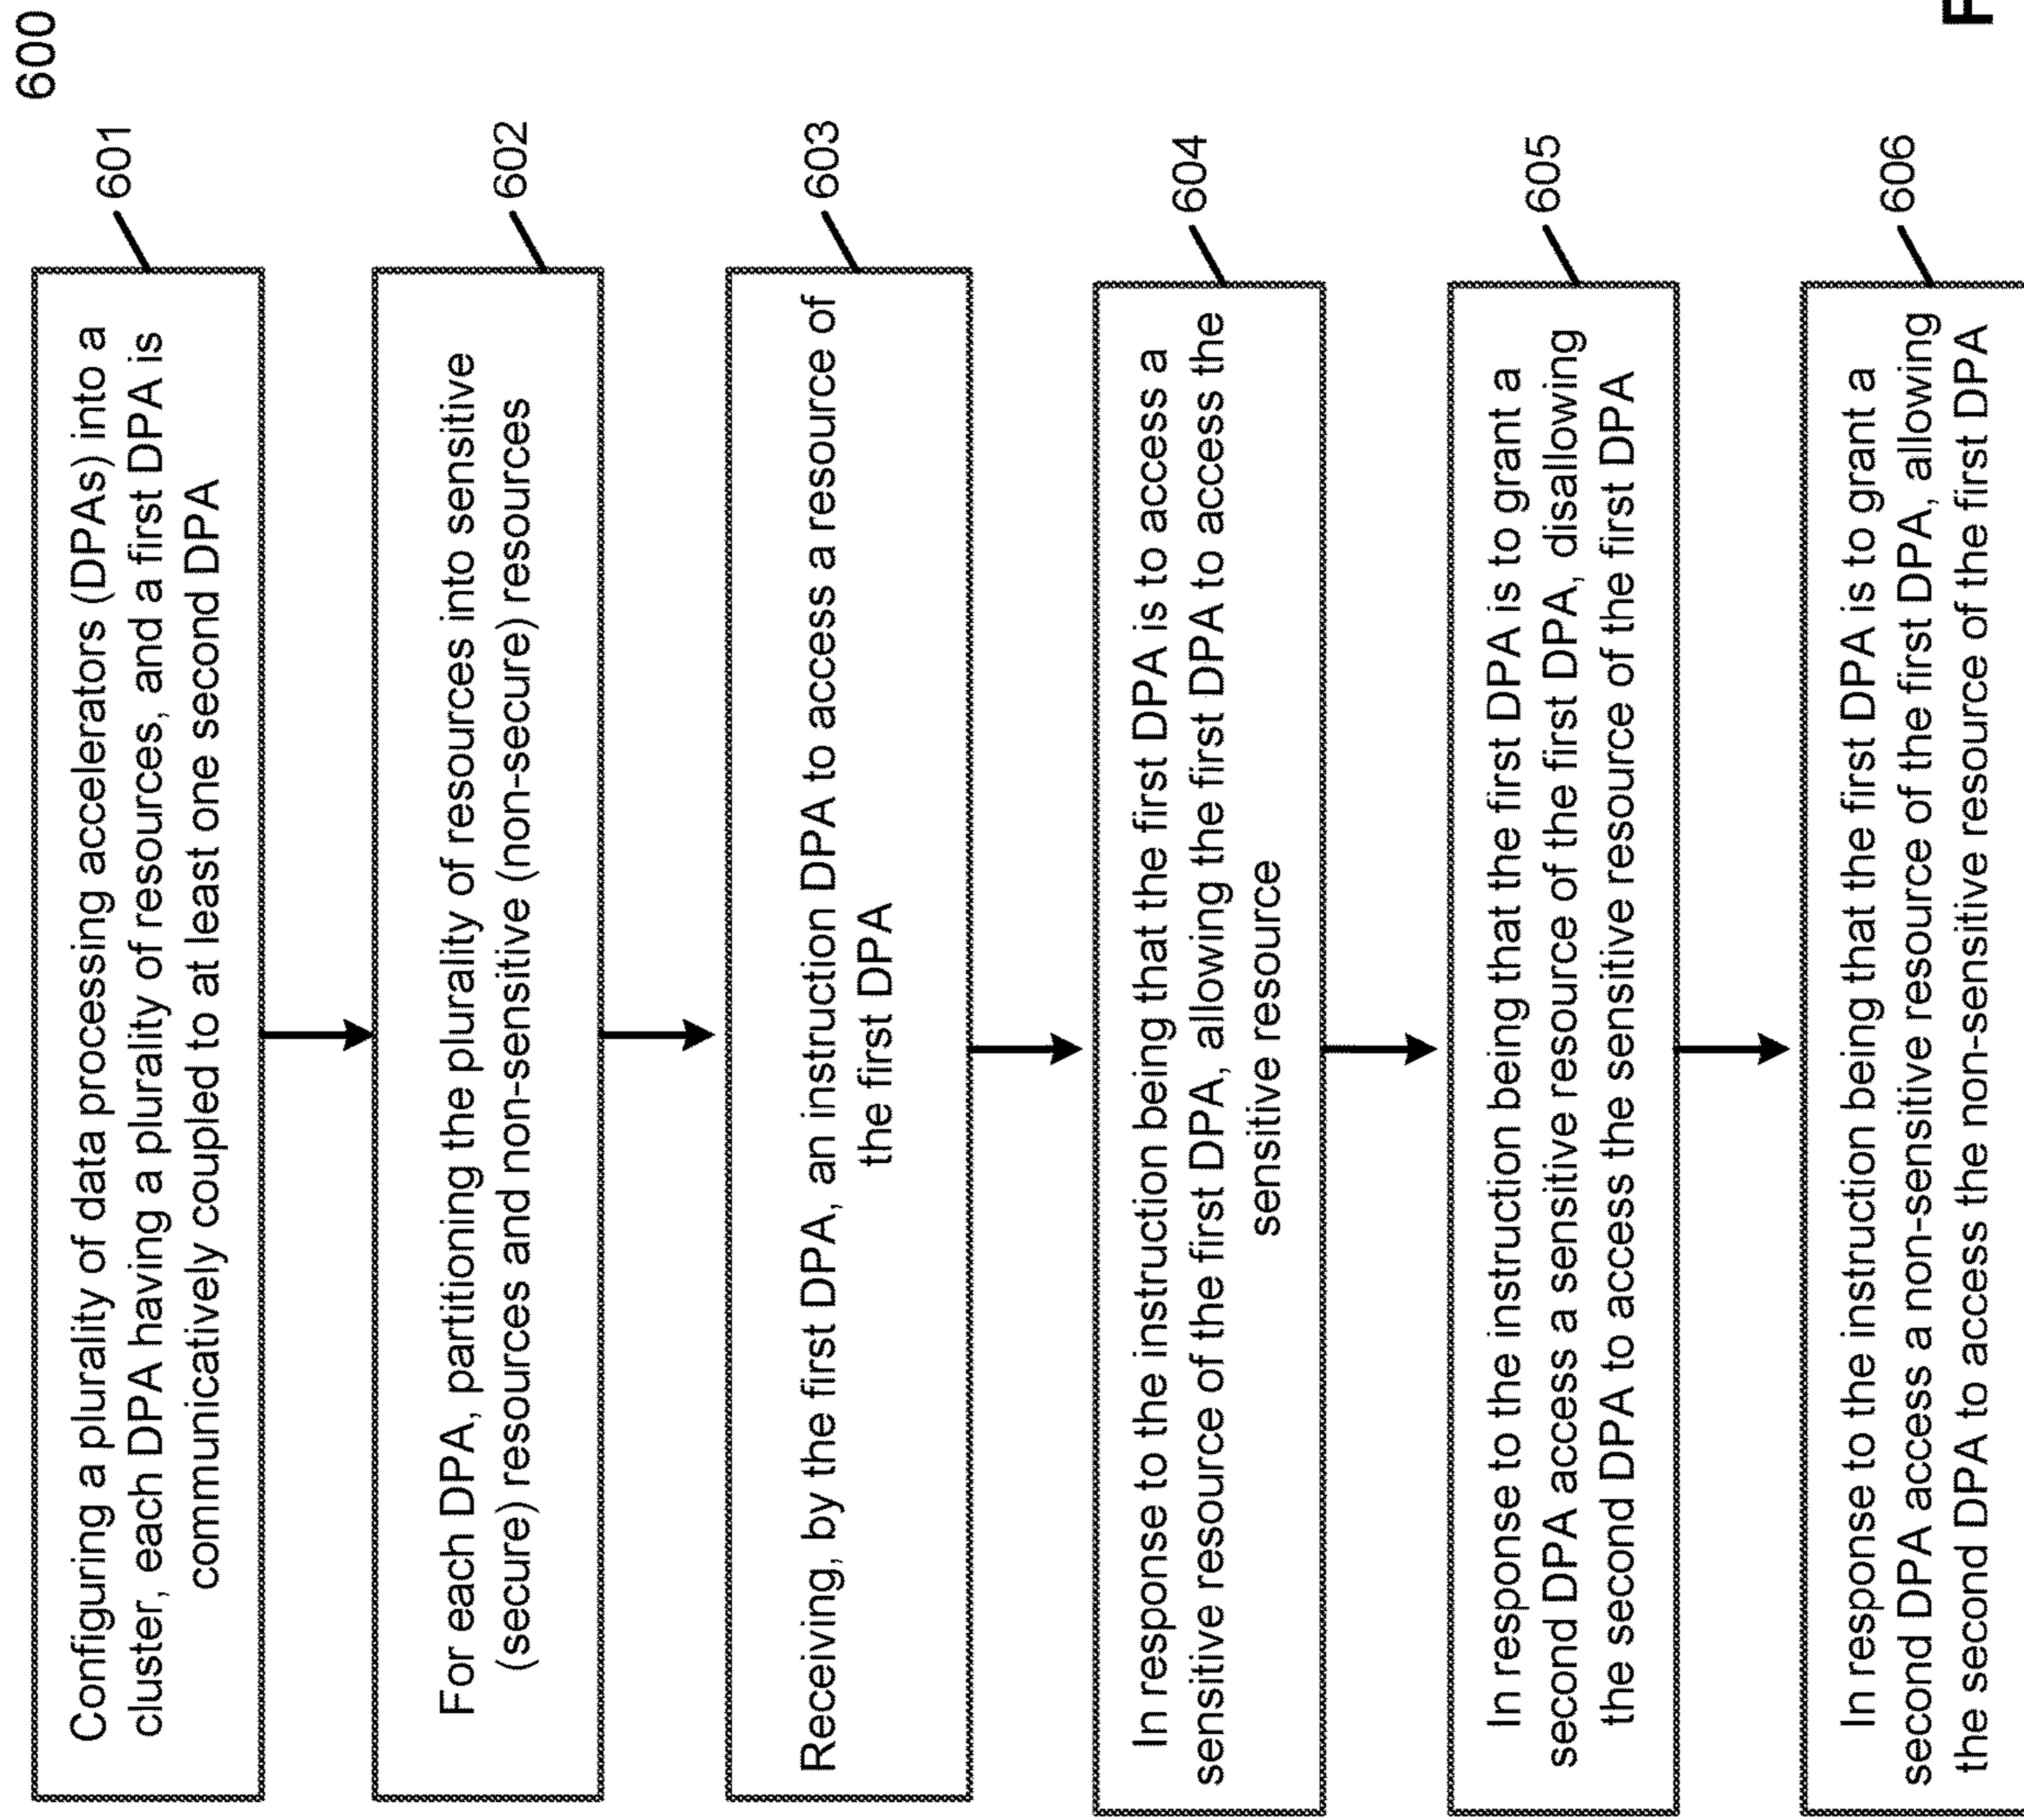 600
601
Configuring a plurality of data processing accelerators (DPAs) into a
cluster, each DPA having a plurality of resources, and a first DPA is
communicatively coupled to at least one second DPA
602
For each DPA, partitioning the plurality of resources into sensitive
(secure) resources and non-sensitive (non-secure) resources
603
Receiving, by the first DPA, an instruction DPA to access a resource of
the first DPA
604
In response to the instruction being that the first DPA is to access a
sensitive resource of the first DPA, allowing the first DPA to access the
sensitive resource
605
In response to the instruction being that the first DPA is to grant a
second DPA access a sensitive resource of the first DPA, disallowing
the second DPA to access the sensitive resource of the first DPA
606
In response to the instruction being that the first DPA is to grant a
second DPA access a non-sensitive resource of the first DPA, allowing
the second DPA to access the non-sensitive resource of the first DPA